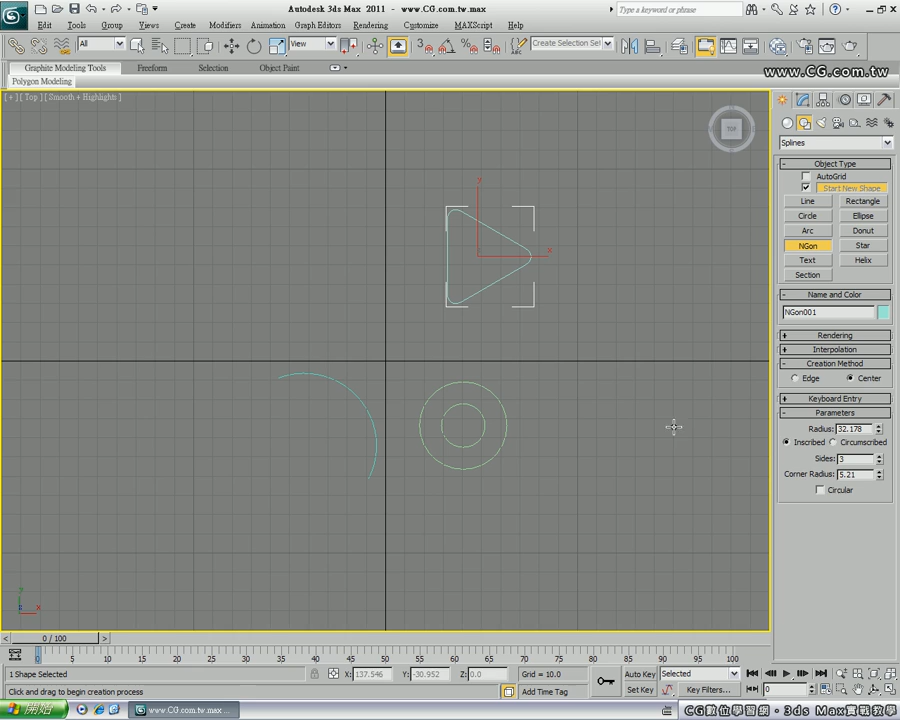 Autodesk 3ds Max 2011 - www.CG.com.tw.max
Type a keyword or phrase
Edit Tools Group Views Create Modifiers Animation Graph Editors Rendering Customize MAXScript Help
All View Create Selection Set
Graphite Modeling Tools Freeform Selection Object Paint
www.CG.com.tw
Polygon Modeling
[ + ] [ Top ] [ Smooth + Highlights ]
TOP
y
x
Splines
Object Type
AutoGrid
Start New Shape
Line Rectangle
Circle Ellipse
Arc Donut
NGon Star
Text Helix
Section
Name and Color
NGon001
Rendering
Interpolation
Creation Method
Edge Center
Keyboard Entry
Parameters
Radius: 32.178
Inscribed Circumscribed
Sides: 3
Corner Radius: 5.21
Circular
y
x
0 / 100
0 5 10 15 20 25 30 35 40 45 50 55 60 65 70 75 80 85 90 95 100
1 Shape Selected X: 137.546 Y: -30.952 Z: 0.0 Grid = 10.0 Auto Key Selected
Click and drag to begin creation process Add Time Tag Set Key Key Filters... 0
開始 www.CG.com.tw.max ... CG數位學習網·3ds Max實戰教學